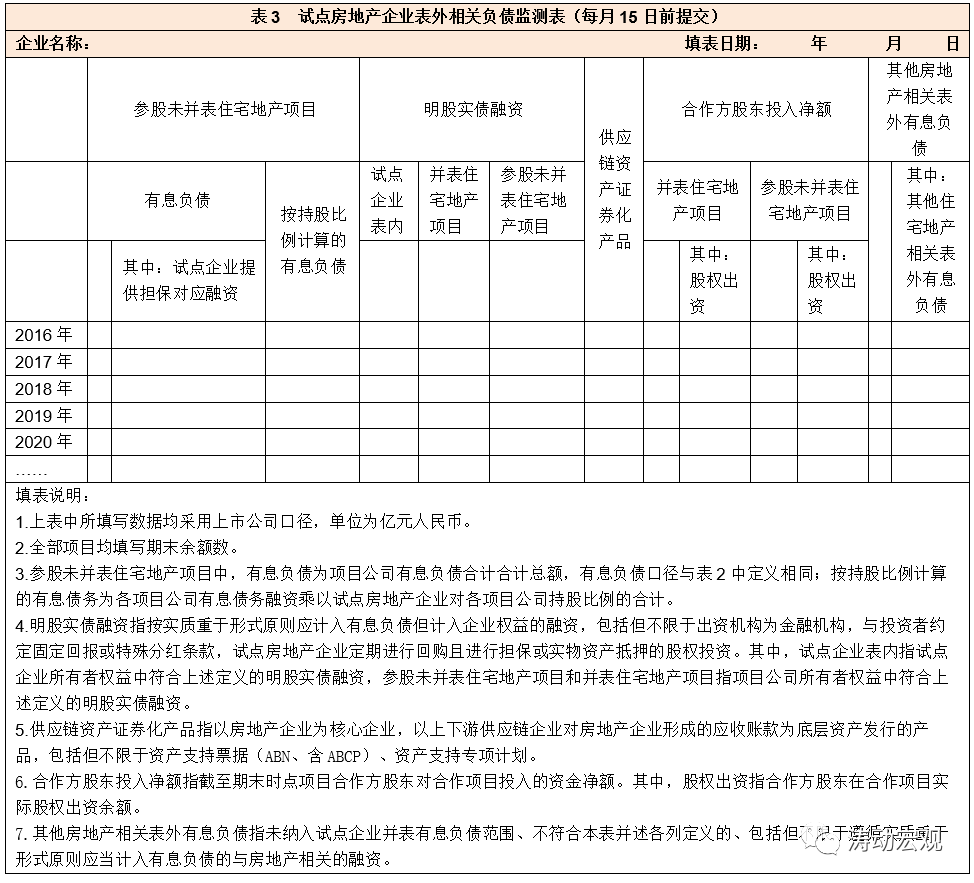 表 3 试点房地产企业表外相关负债监测表（每月 15 日前提交）
企业名称： 填表日期： 年 月 日
参股未并表住宅地产项目
明股实债融资
供应
链资
产证
券化
产品
合作方股东投入净额
其他房地
产相关表
外有息负
债
有息负债
按持股比
例计算的
有息负债
试点
企业
表内
并表住
宅地产
项目
参股未并
表住宅地
产项目
并表住宅地
产项目
参股未并表住
宅地产项目
其中：
其他住
宅地产
相关表
外有息
负债
其中：试点企业提
供担保对应融资
其中：
股权出
资
其中：
股权出
资
2016 年
2017 年
2018 年
2019 年
2020 年
……
填表说明：
1.上表中所填写数据均采用上市公司口径，单位为亿元人民币。
2.全部项目均填写期末余额数。
3.参股未并表住宅地产项目中，有息负债为项目公司有息负债合计合计总额，有息负债口径与表 2 中定义相同；按持股比例计算
的有息债务为各项目公司有息债务融资乘以试点房地产企业对各项目公司持股比例的合计。
4.明股实债融资指按实质重于形式原则应计入有息负债但计入企业权益的融资，包括但不限于出资机构为金融机构，与投资者约
定固定回报或特殊分红条款，试点房地产企业定期进行回购且进行担保或实物资产抵押的股权投资。其中，试点企业表内指试点
企业所有者权益中符合上述定义的明股实债融资，参股未并表住宅地产项目和并表住宅地产项目指项目公司所有者权益中符合上
述定义的明股实债融资。
5.供应链资产证券化产品指以房地产企业为核心企业，以上下游供应链企业对房地产企业形成的应收账款为底层资产发行的产
品，包括但不限于资产支持票据（ABN、含 ABCP）、资产支持专项计划。
6. 合作方股东投入净额指截至期末时点项目合作方股东对合作项目投入的资金净额。其中，股权出资指合作方股东在合作项目实
际股权出资余额。
7. 其他房地产相关表外有息负债指未纳入试点企业并表有息负债范围、不符合本表并述各列定义的、包括但不限于遵循实质重于
形式原则应当计入有息负债的与房地产相关的融资。
涛动宏观